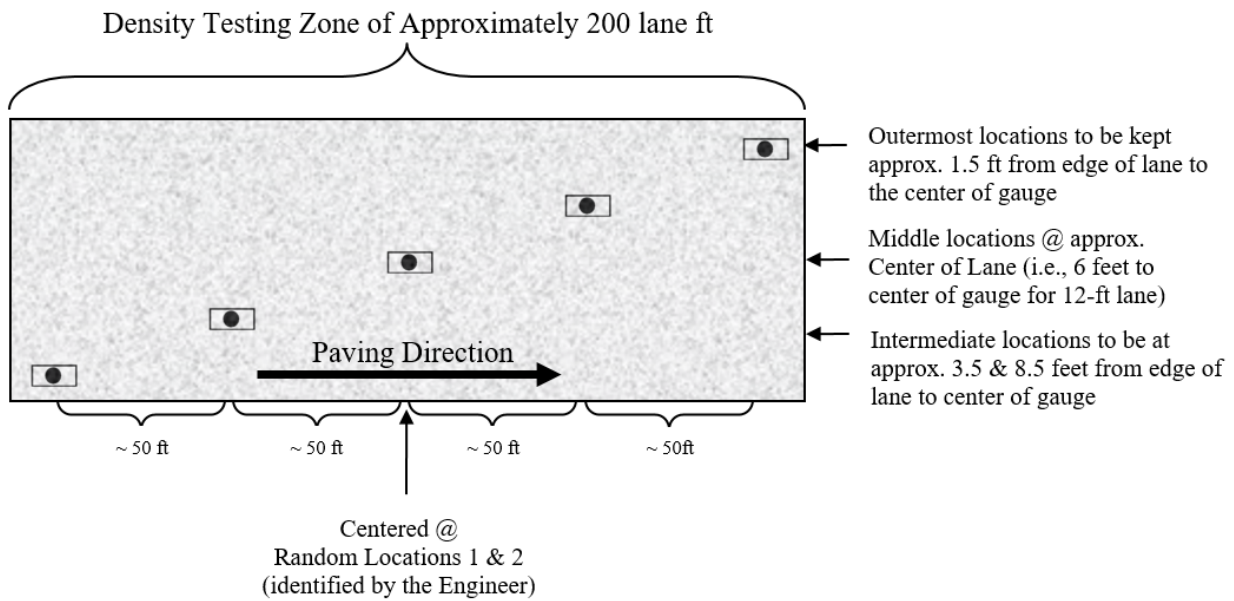 Density Testing Zone of Approximately 200 lane ft
Outermost locations to be kept
approx. 1.5 ft from edge of lane to
the center of gauge
Middle locations @ approx.
Center of Lane (i.e., 6 feet to
center of gauge for 12-ft lane)
Intermediate locations to be at
approx. 3.5 & 8.5 feet from edge of
lane to center of gauge
Paving Direction
~ 50 ft
~ 50 ft
~ 50 ft
~ 50ft
Centered @
Random Locations 1 & 2
(identified by the Engineer)